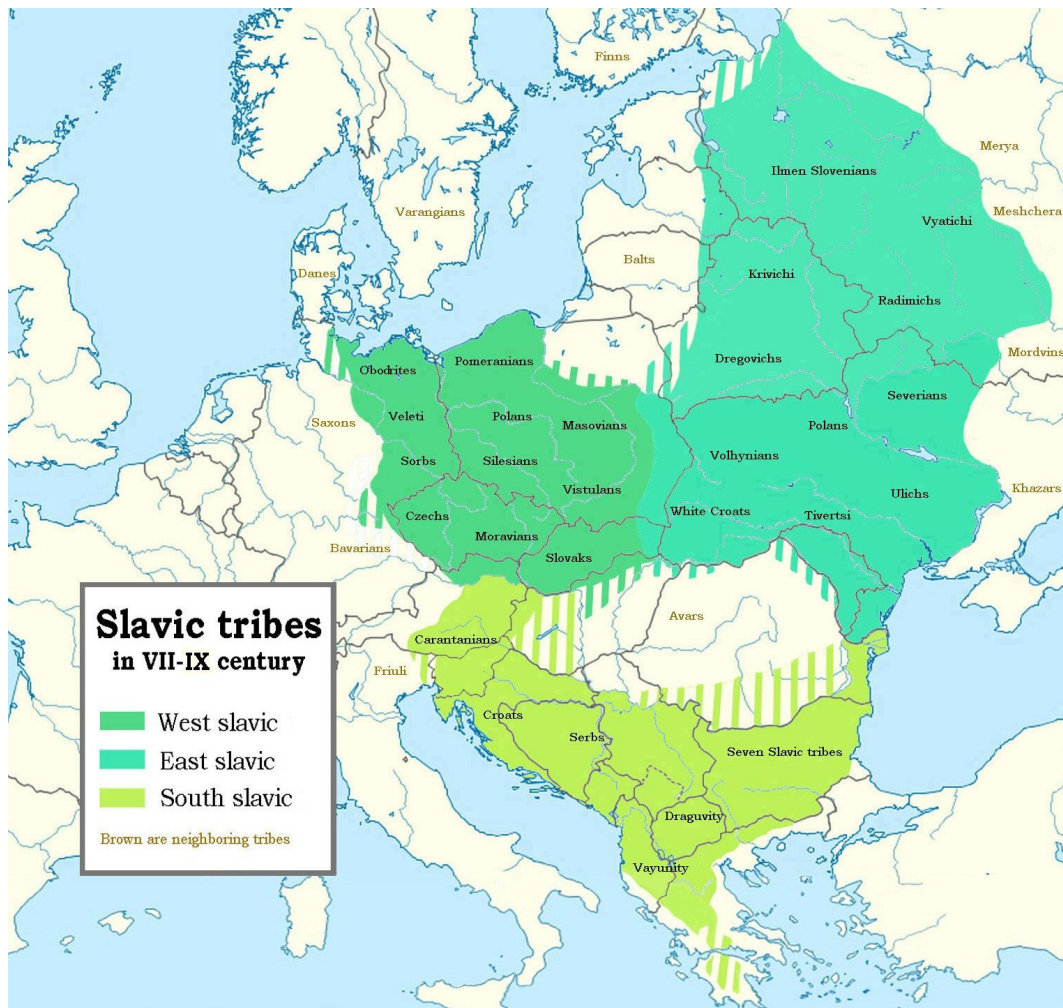 Finns
Merya
Ilmen Slovenians
Meshchera
Varangians
Vyatichi
Balts
Danes
Krivichi
Radimichs
Mordvins
Pomeranians
Dregovichs
Obodrites
Severians
Veleti
Polans
Saxons
Masovians
Polans
Sorbs
Silesians
Volhynians
Khazars
Vistulans
Ulichs
Czechs
White Croats
Tivertsi
Moravians
Bavarians
Slovaks
Avars
Carantanians
Friuli
Croats
Serbs
Seven Slavic tribes
Draguvity
Vayunity
Slavic tribes
in VII-IX century
West slavic
East slavic
South slavic
Brown are neighboring tribes